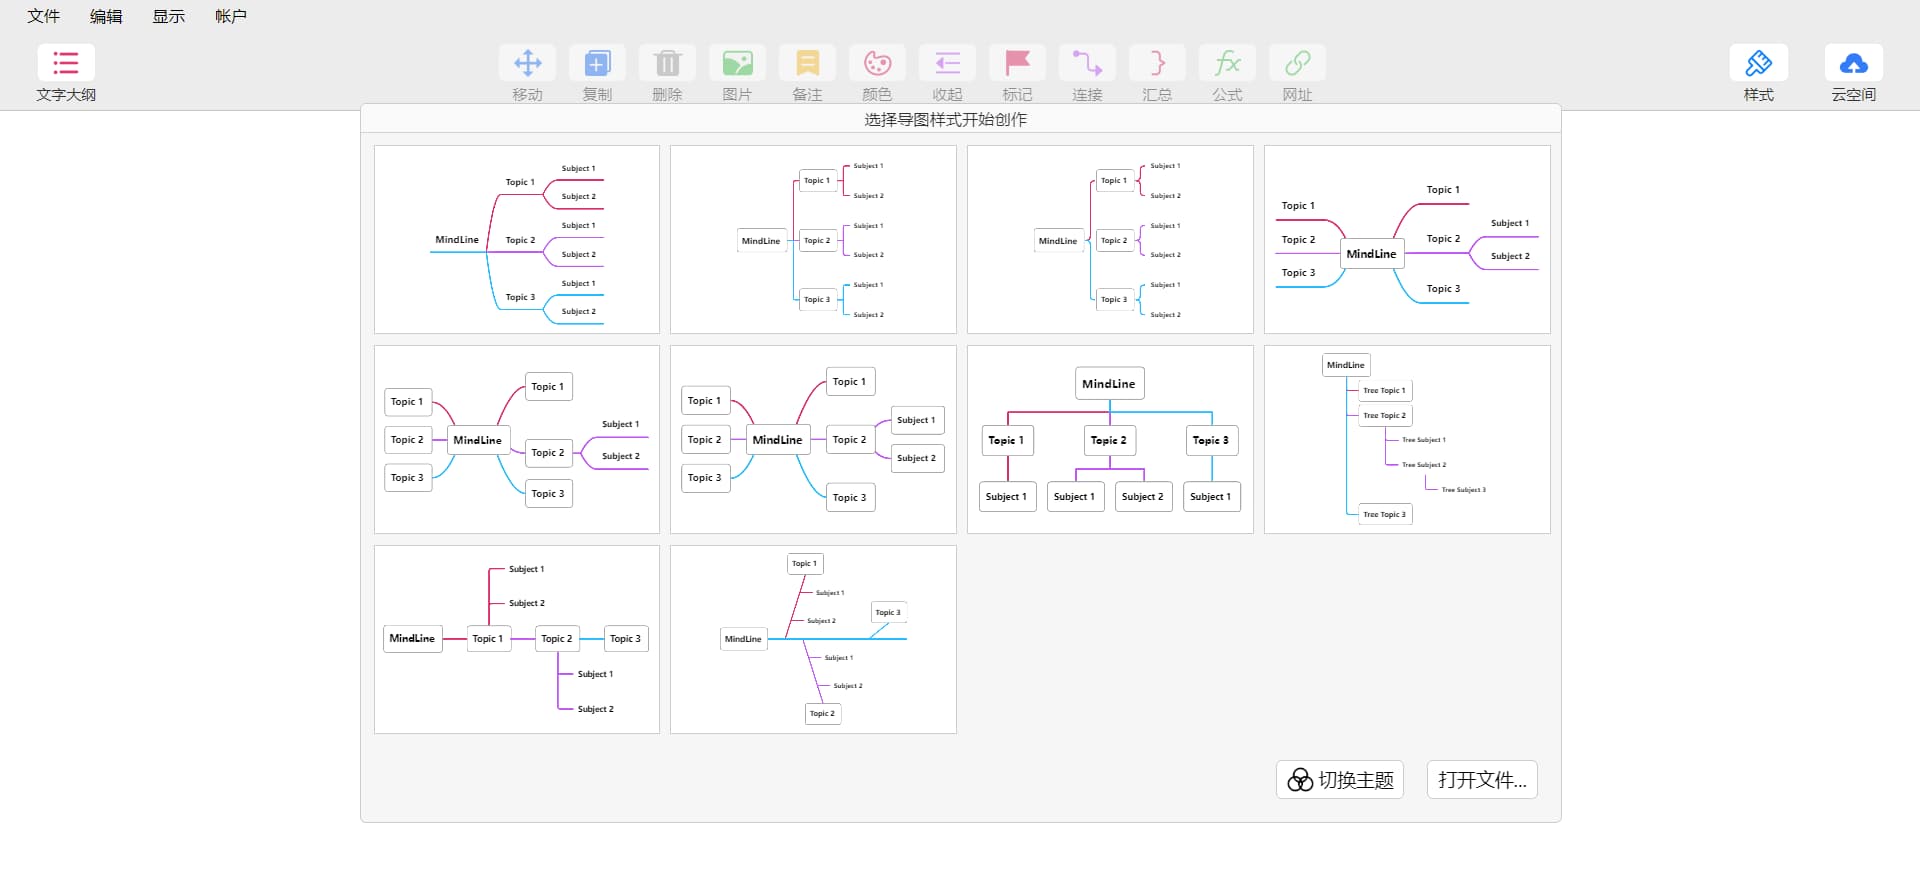 文件 编辑 显示 帐户
文字大纲 移动 复制 删除 图片 备注 颜色 收起 标记 连接 汇总 公式 网址 样式 云空间
选择导图样式开始创作
MindLine
Topic 1
Subject 1
Subject 2
Topic 2
Subject 1
Subject 2
Topic 3
Subject 1
Subject 2
MindLine
Topic 1
Subject 1
Subject 2
Topic 2
Subject 1
Subject 2
Topic 3
Subject 1
Subject 2
MindLine
Topic 1
Subject 1
Subject 2
Topic 2
Subject 1
Subject 2
Topic 3
Subject 1
Subject 2
Topic 1
Topic 2
Topic 3
MindLine
Topic 1
Topic 2
Subject 1
Subject 2
Topic 3
Topic 1
Topic 2
Topic 3
MindLine
Topic 1
Topic 2
Subject 1
Subject 2
Topic 3
Topic 1
Topic 2
Topic 3
MindLine
Topic 1
Topic 2
Subject 1
Subject 2
Topic 3
MindLine
Topic 1 Topic 2 Topic 3
Subject 1 Subject 1 Subject 2 Subject 1
MindLine
Tree Topic 1
Tree Topic 2
Tree Subject 1
Tree Subject 2
Tree Subject 3
Tree Topic 3
Subject 1
Subject 2
MindLine Topic 1 Topic 2 Topic 3
Subject 1
Subject 2
Topic 1
Subject 1
Topic 3
Subject 2
MindLine
Subject 1
Subject 2
Topic 2
切换主题 打开文件...